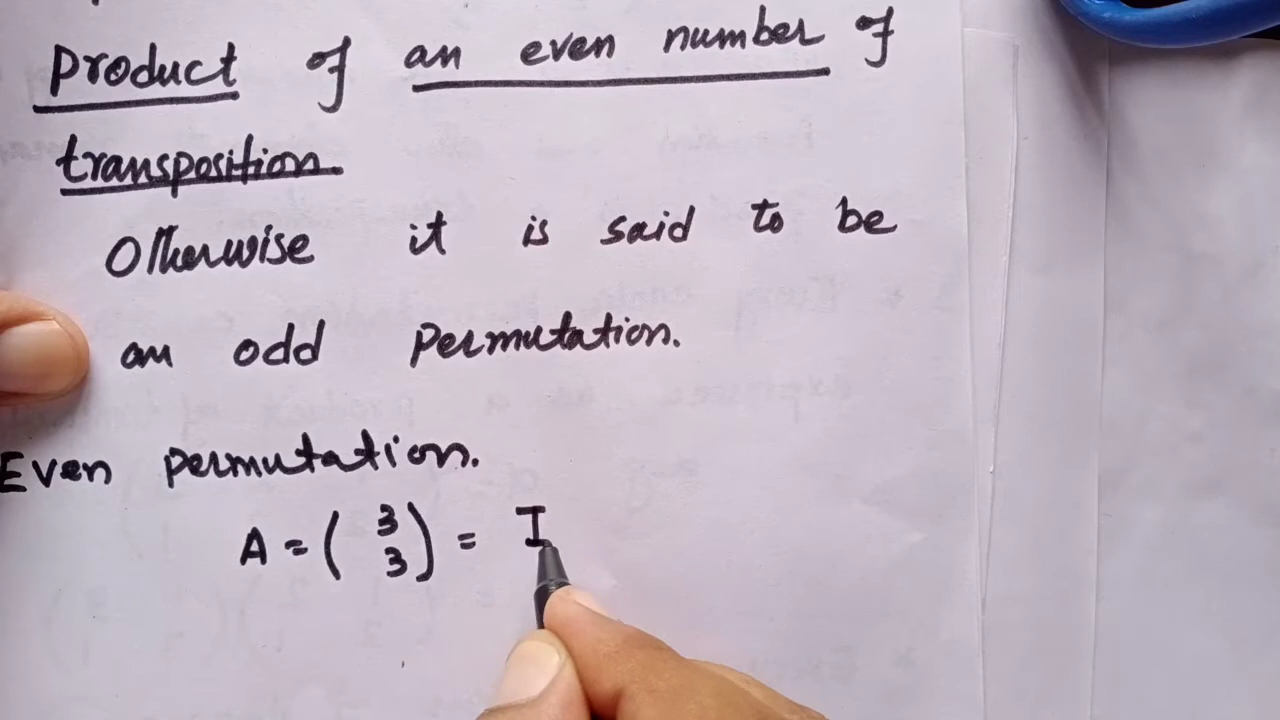 Product of an even number of
transposition.
Otherwise it is said to be
an odd permutation.
Even permutation.
A = ( 3 3 ) = I